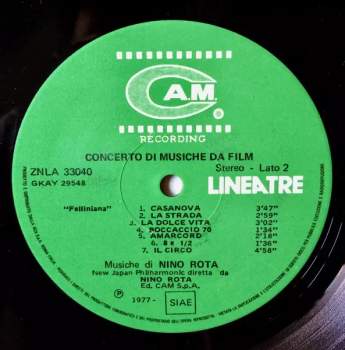 CAM.
RECORDING
CONCERTO DI MUSICHE DA FILM
ZNLA 33040
Stereo - Lato 2
GKAY 29548
LINEATRE
"Felliniana"
1. CASANOVA 3'47"
2. LA STRADA 2'59"
3. LA DOLCE VITA 3'02"
4. BOCCACCIO 70 1'34"
5. AMARCORD 2'18"
6. 8 e 1/2 1'36"
7. IL CIRCO 4'58"
Musiche di NINO ROTA
New Japan Philharmonic diretta da
NINO ROTA
Ed. CAM S.p.A.
P 1977- SIAE